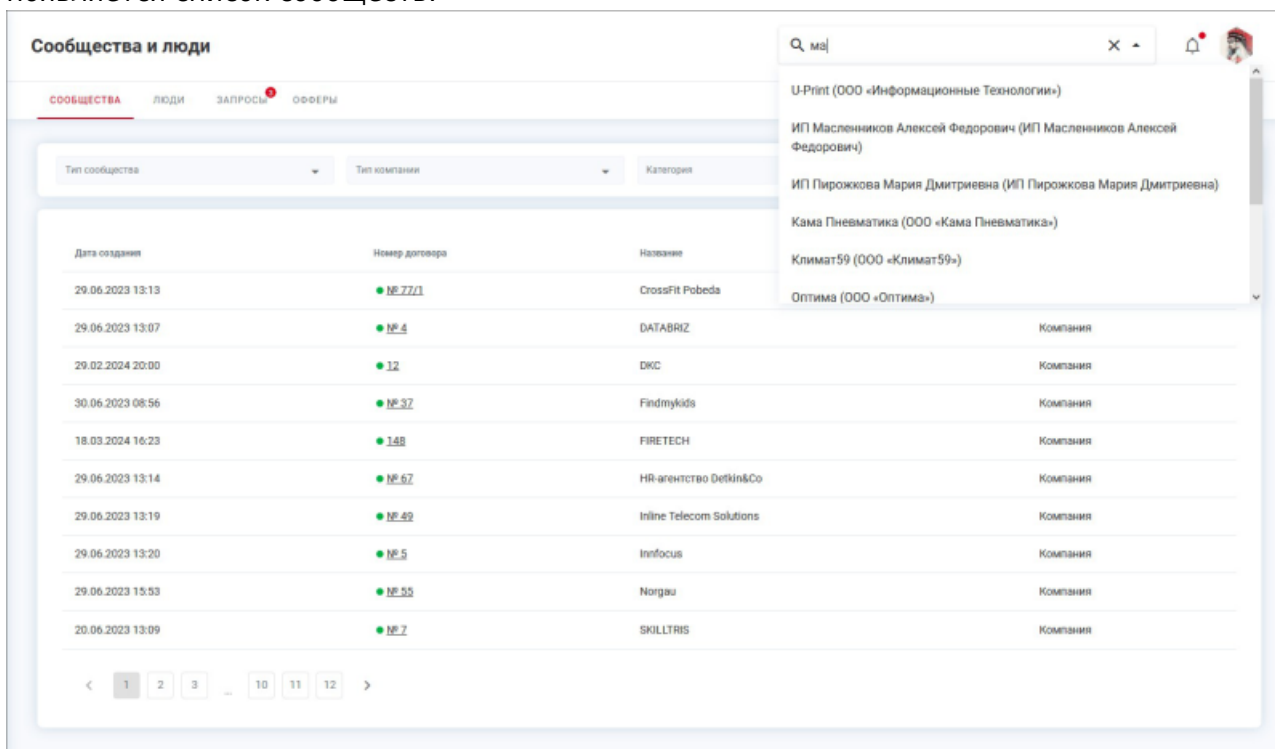 Сообщества и люди
ма
СООБЩЕСТВА ЛЮДИ ЗАПРОСЫ 3 ОФФЕРЫ
U-Print (ООО «Информационные Технологии»)
ИП Масленников Алексей Федорович (ИП Масленников Алексей
Федорович)
ИП Пирожкова Мария Дмитриевна (ИП Пирожкова Мария Дмитриевна)
Кама Пневматика (ООО «Кама Пневматика»)
Климат59 (ООО «Климат59»)
Оптима (ООО «Оптима»)
Тип сообщества Тип компании Категория
Дата создания Номер договора Название
29.06.2023 13:13 № 77/1 CrossFit Pobeda
29.06.2023 13:07 № 4 DATABRIZ Компания
29.02.2024 20:00 12 DKC Компания
30.06.2023 08:56 № 37 Findmykids Компания
18.03.2024 16:23 148 FIRETECH Компания
29.06.2023 13:14 № 67 HR-агентство Detkin&Co Компания
29.06.2023 13:19 № 49 Inline Telecom Solutions Компания
29.06.2023 13:20 № 5 Innfocus Компания
29.06.2023 15:53 № 55 Norgau Компания
20.06.2023 13:09 № 7 SKILLTRIS Компания
< 1 2 3 ... 10 11 12 >